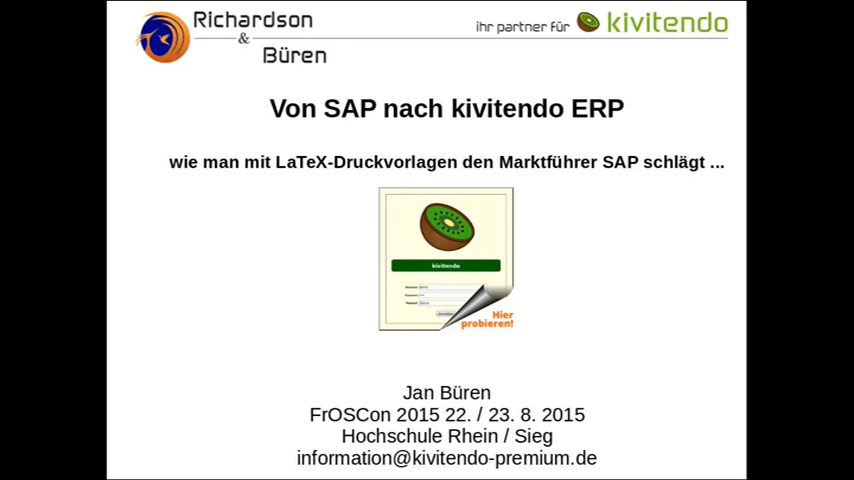 Richardson
&
Büren
ihr partner für kivitendo
Von SAP nach kivitendo ERP
wie man mit LaTeX-Druckvorlagen den Marktführer SAP schlägt ...
kivitendo
Hier
probieren!
Jan Büren
FrOSCon 2015 22. / 23. 8. 2015
Hochschule Rhein / Sieg
information@kivitendo-premium.de